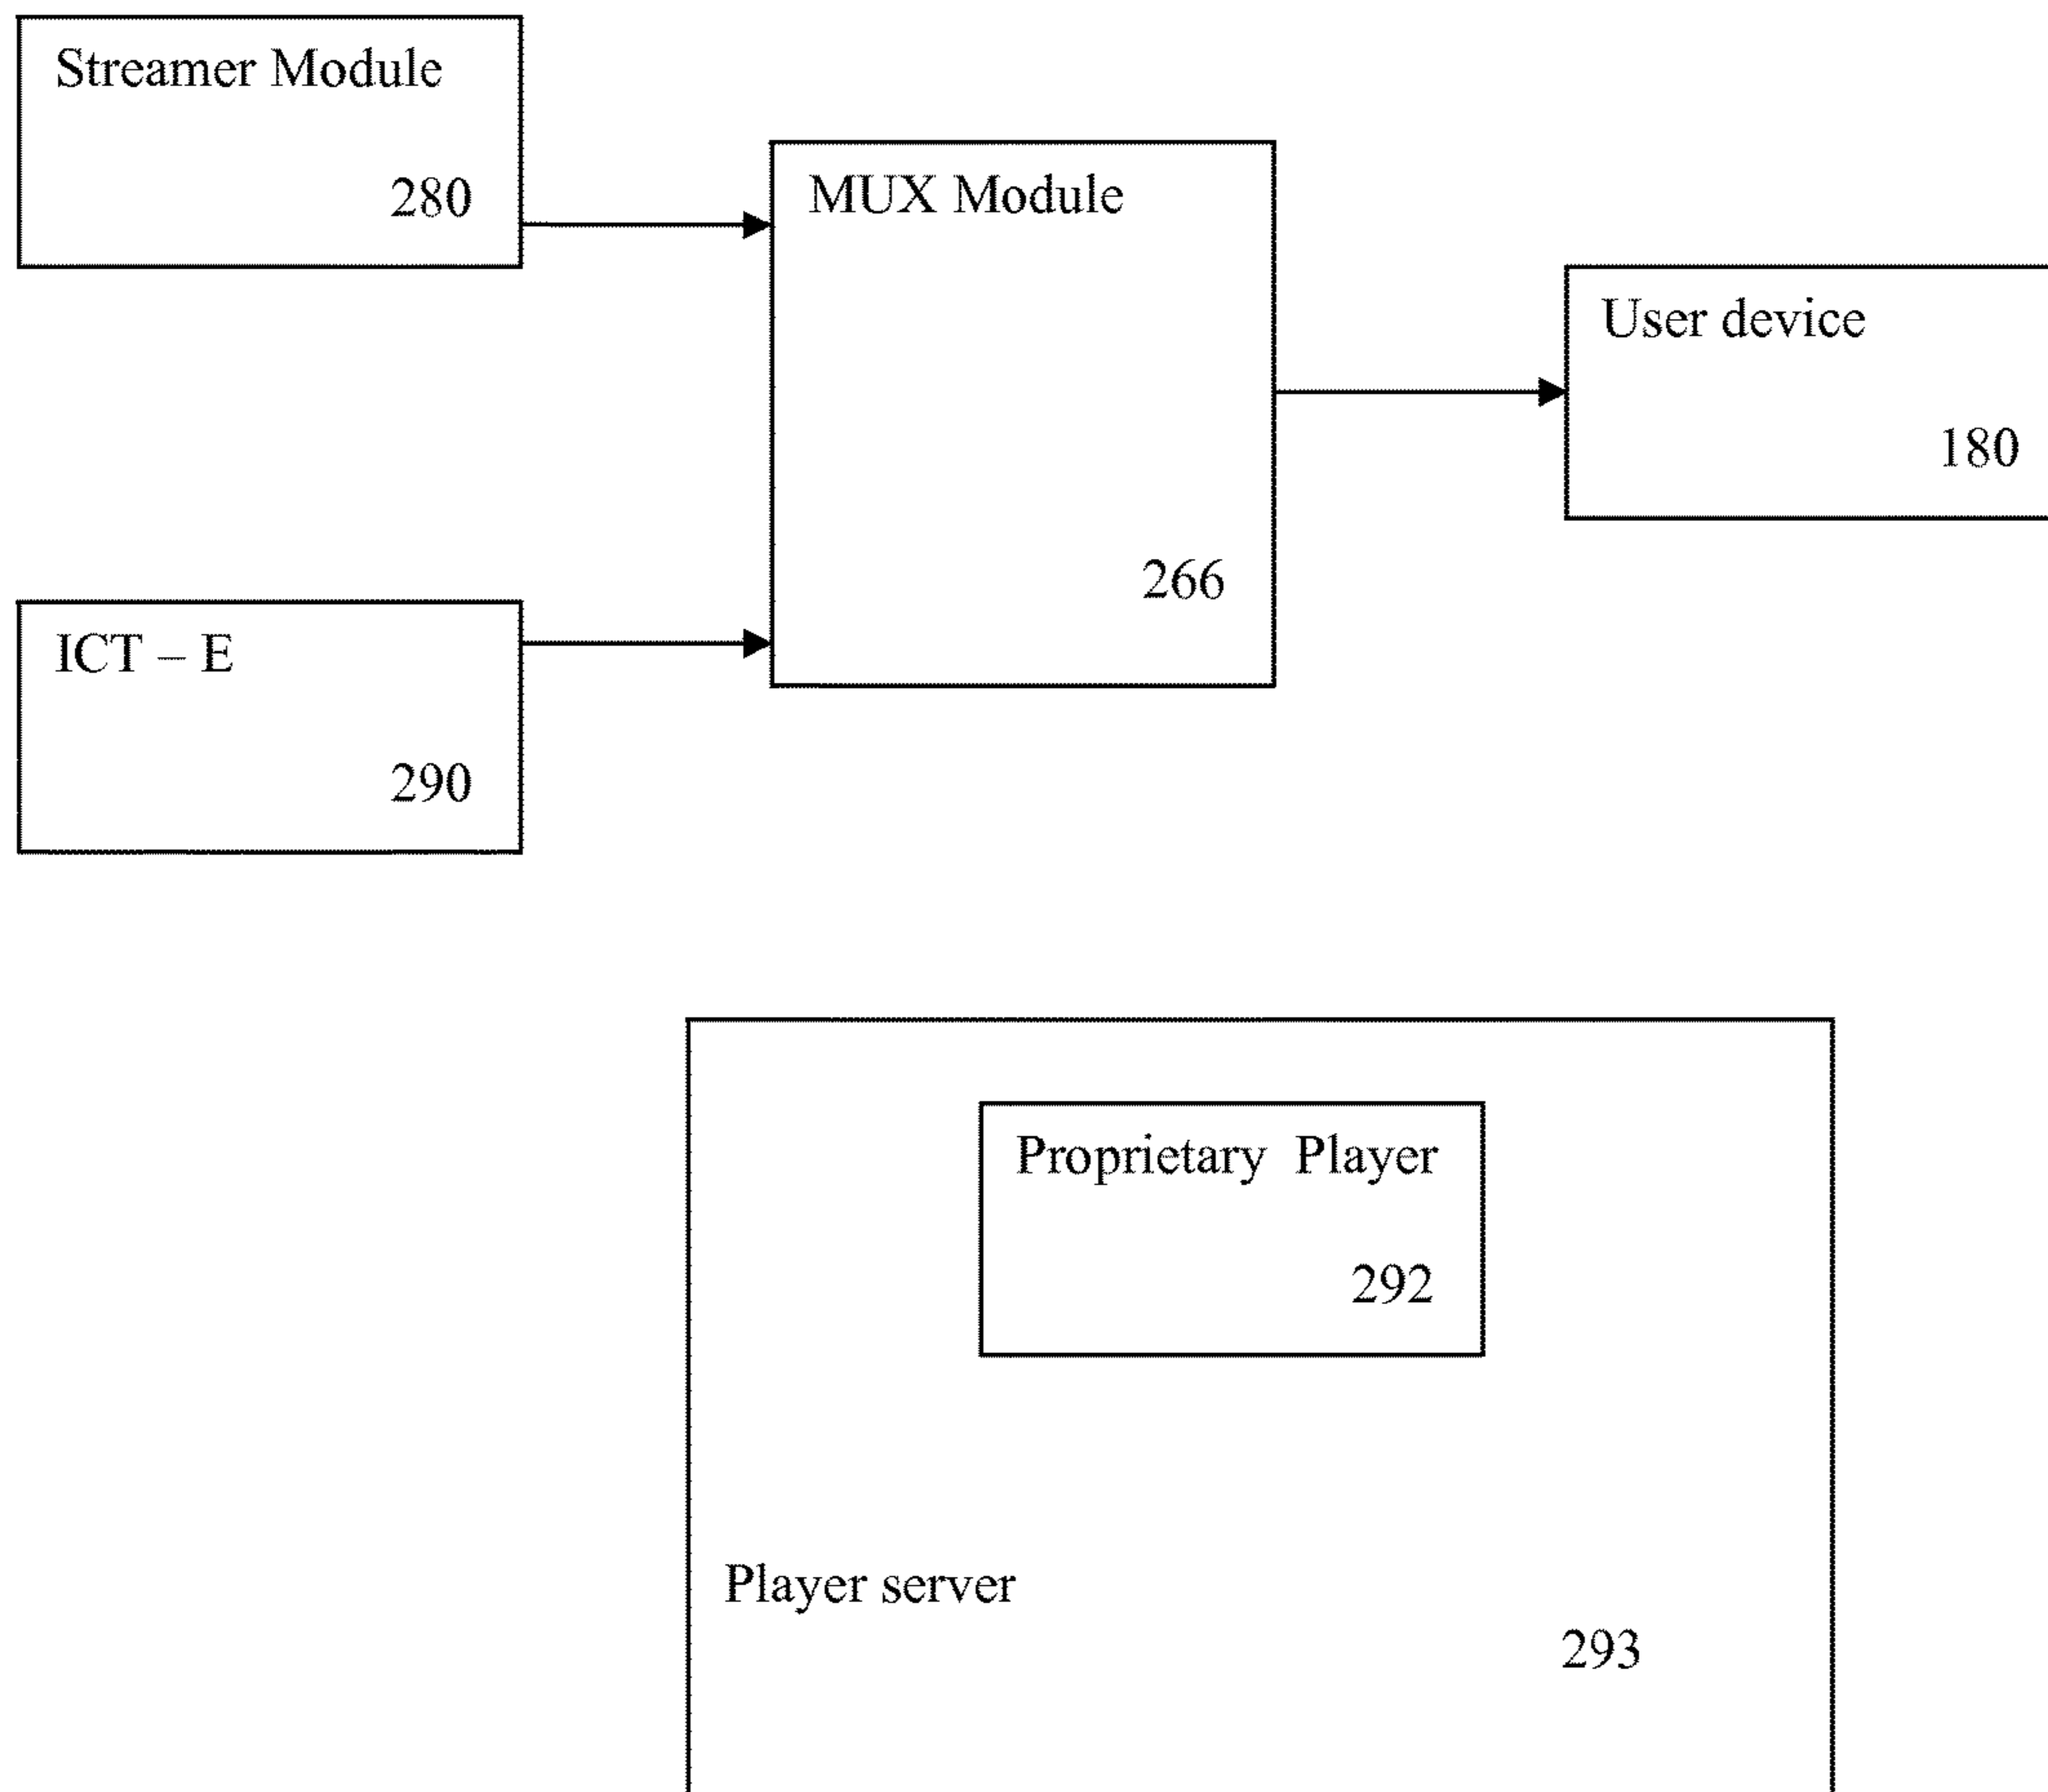 Streamer Module
280
MUX Module
266
User device
180
ICT – E
290
Proprietary Player
292
Player server
293